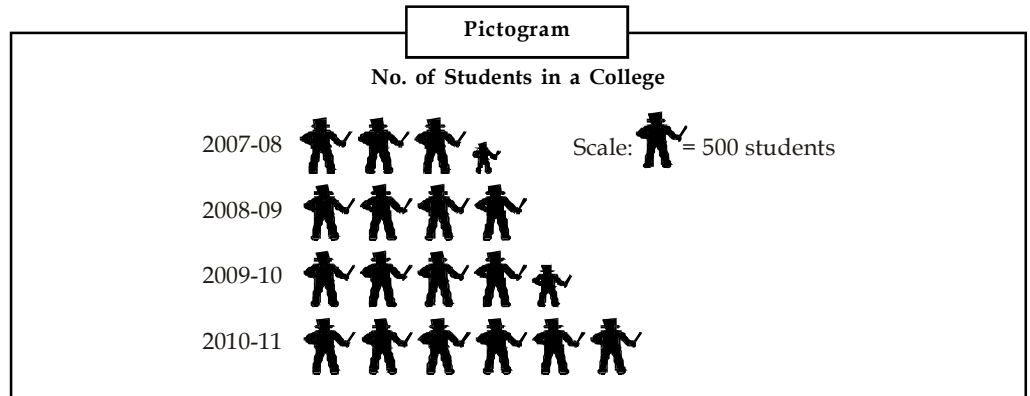 Pictogram
No. of Students in a College
2007-08
Scale: = 500 students
2008-09
2009-10
2010-11